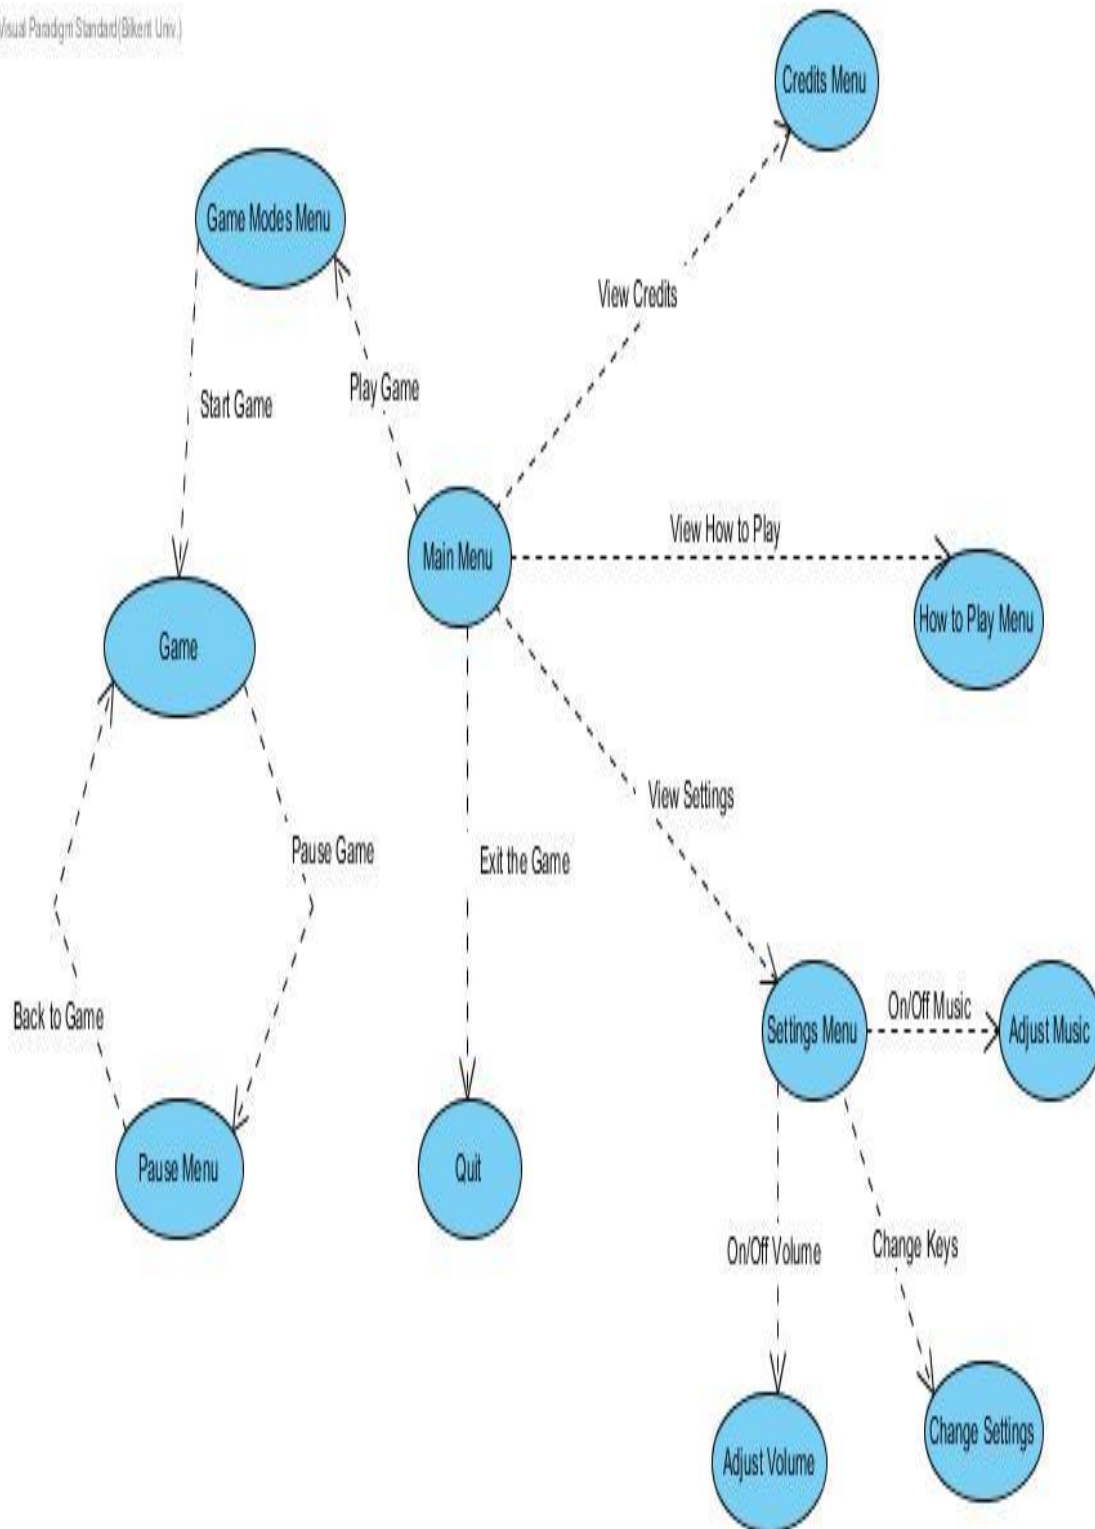 Visual Paradigm Standard(Bilkent Univ.)
Credits Menu
Game Modes Menu
View Credits
Start Game
Play Game
View How to Play
Main Menu
How to Play Menu
Game
View Settings
Pause Game
Exit the Game
Back to Game
On/Off Music
Settings Menu
Adjust Music
Pause Menu
Quit
On/Off Volume
Change Keys
Change Settings
Adjust Volume